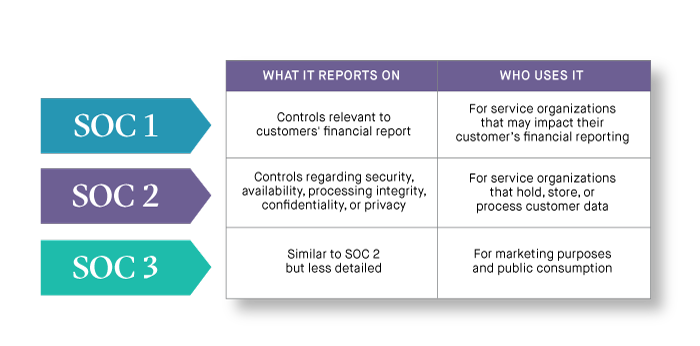 WHAT IT REPORTS ON
WHO USES IT
SOC 1
Controls relevant to
customers' financial report
For service organizations
that may impact their
customer's financial reporting
SOC 2
Controls regarding security,
availability, processing integrity,
confidentiality, or privacy
For service organizations
that hold, store, or
process customer data
SOC 3
Similar to SOC 2
but less detailed
For marketing purposes
and public consumption